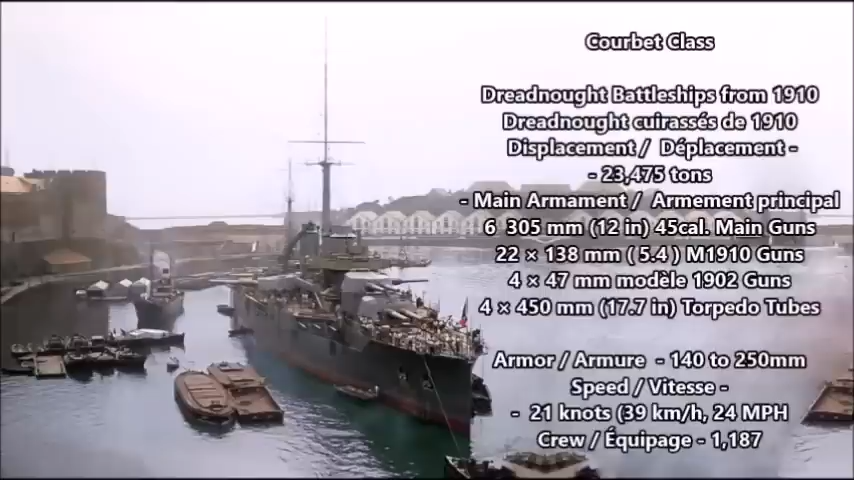 Courbet Class
Dreadnought Battleships from 1910
Dreadnought cuirassés de 1910
Displacement / Déplacement -
- 23,475 tons
- Main Armament / Armement principal
6 305 mm (12 in) 45cal. Main Guns
22 × 138 mm ( 5.4 ) M1910 Guns
4 × 47 mm modèle 1902 Guns
4 × 450 mm (17.7 in) Torpedo Tubes
Armor / Armure - 140 to 250mm
Speed / Vitesse -
- 21 knots (39 km/h, 24 MPH
Crew / Équipage - 1,187